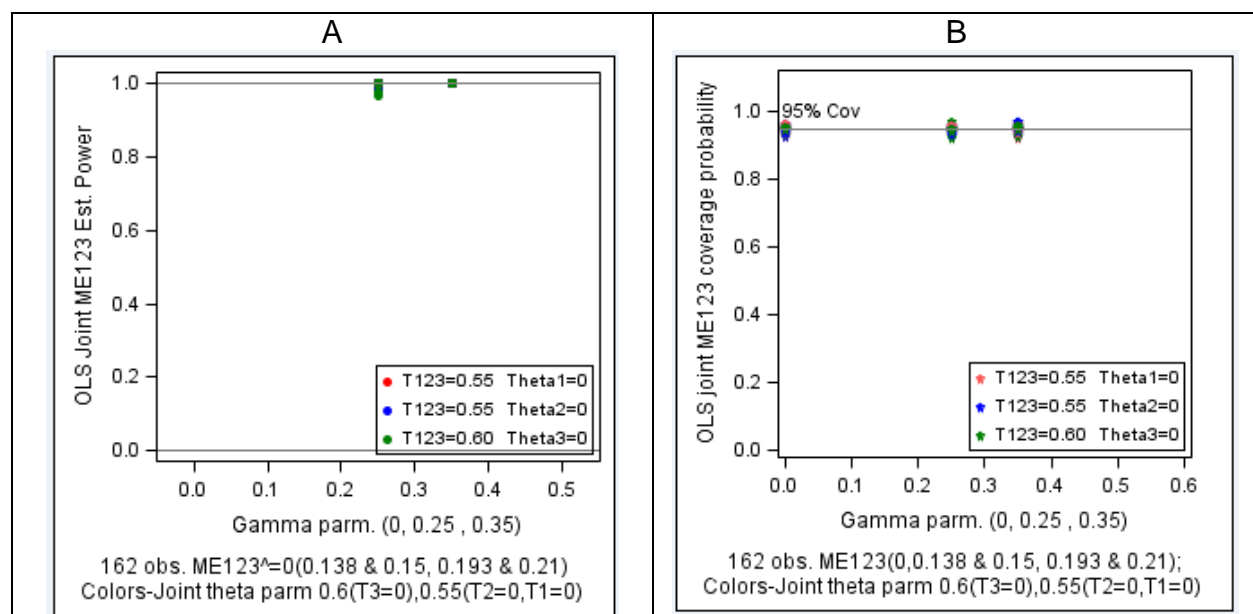 A
OLS Joint ME123 Est. Power
1.0
0.8
0.6
0.4
0.2
0.0
T123=0.55 Theta1=0
T123=0.55 Theta2=0
T123=0.60 Theta3=0
0.0 0.1 0.2 0.3 0.4 0.5
Gamma parm. (0, 0.25 , 0.35)
162 obs. ME123^=0(0.138 & 0.15, 0.193 & 0.21)
Colors-Joint theta parm 0.6(T3=0),0.55(T2=0,T1=0)
B
OLS joint ME123 coverage probability
1.0
0.8
0.6
0.4
0.2
0.0
95% Cov
T123=0.55 Theta1=0
T123=0.55 Theta2=0
T123=0.60 Theta3=0
0.0 0.1 0.2 0.3 0.4 0.5 0.6
Gamma parm. (0, 0.25 , 0.35)
162 obs. ME123(0,0.138 & 0.15, 0.193 & 0.21);
Colors-Joint theta parm 0.6(T3=0),0.55(T2=0,T1=0)